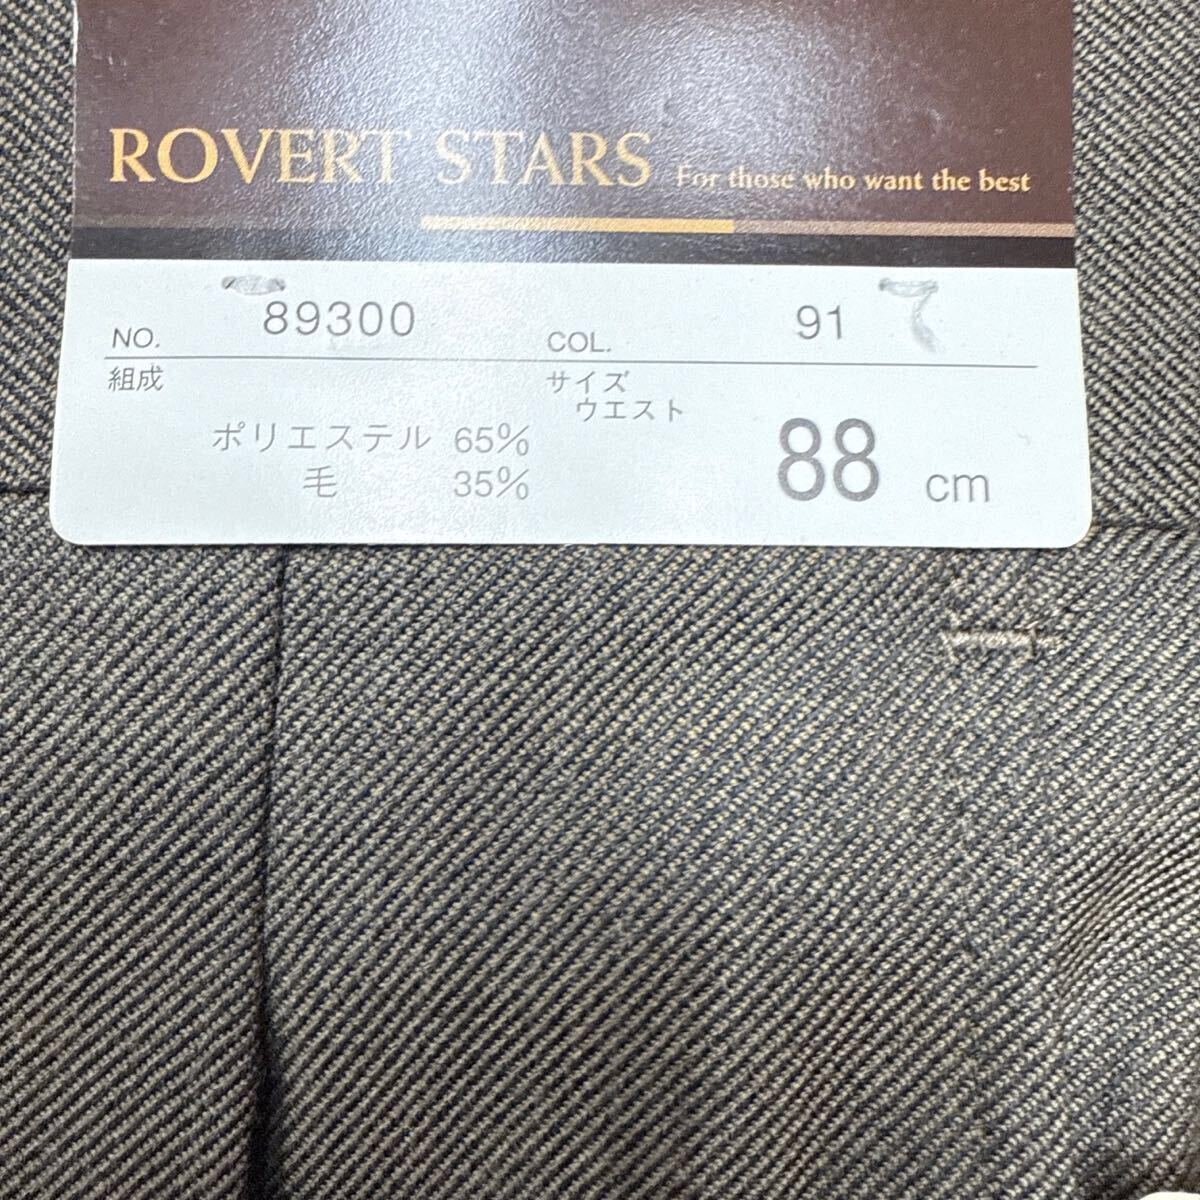 ROVERT STARS For those who want the best
NO. 89300 COL. 91
組成 サイズ
ウエスト
ポリエステル 65%
毛 35%
88 cm